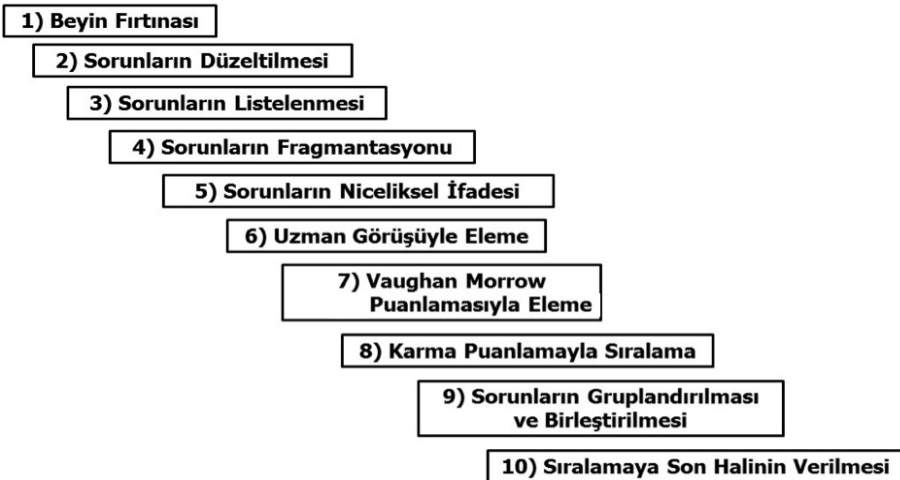 1) Beyin Fırtınası
2) Sorunların Düzeltilmesi
3) Sorunların Listelenmesi
4) Sorunların Fragmantasyonu
5) Sorunların Niceliksel İfadesi
6) Uzman Görüşüyle Eleme
7) Vaughan Morrow
Puanlamasıyla Eleme
8) Karma Puanlamayla Sıralama
9) Sorunların Gruplandırılması
ve Birleştirilmesi
10) Sıralamaya Son Halinin Verilmesi